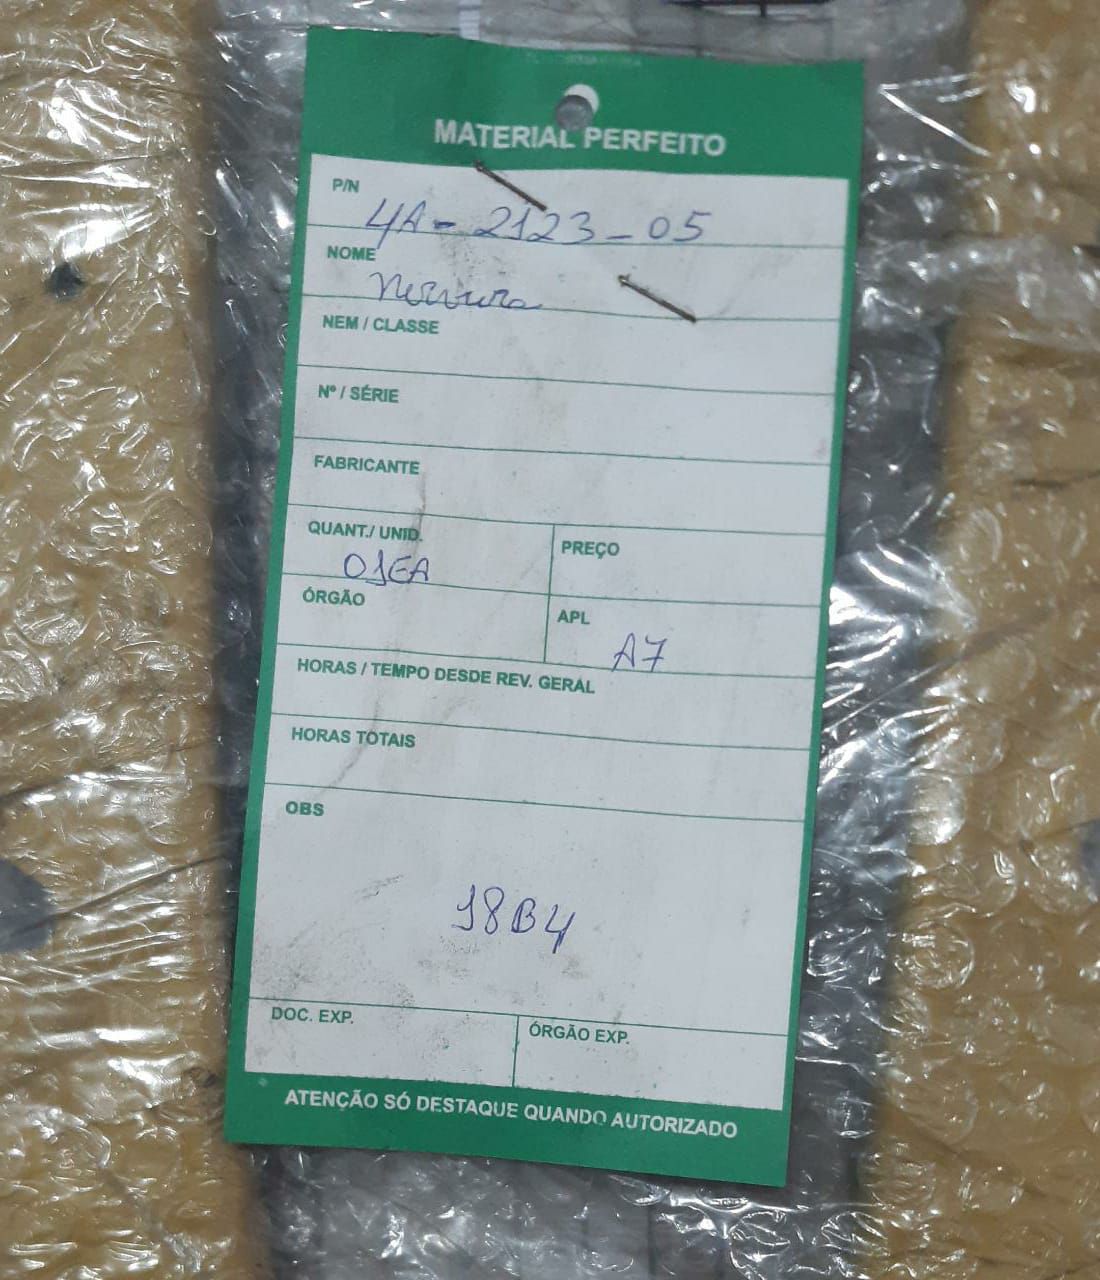 MATERIAL PERFEITO
P/N
4A-2123-05
NOME
Nervura
NEM / CLASSE
Nº / SÉRIE
FABRICANTE
QUANT./ UNID.
01EA
PREÇO
ÓRGÃO
APL
A7
HORAS / TEMPO DESDE REV. GERAL
HORAS TOTAIS
OBS
18B4
DOC. EXP.
ÓRGÃO EXP.
ATENÇÃO SÓ DESTAQUE QUANDO AUTORIZADO